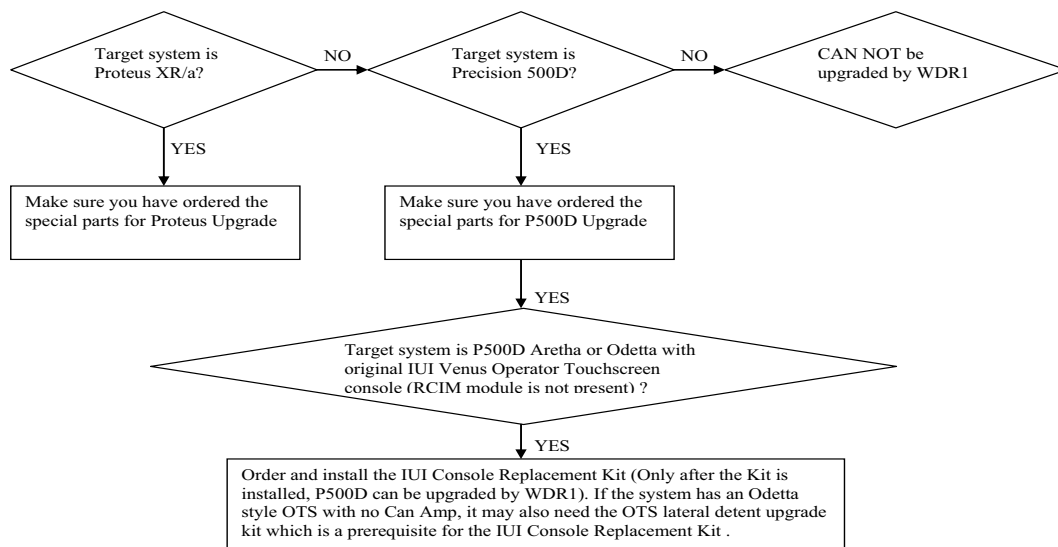 Target system is
Proteus XR/a?
NO
Target system is
Precision 500D?
NO
CAN NOT be
upgraded by WDR1
YES
YES
Make sure you have ordered the
special parts for Proteus Upgrade
Make sure you have ordered the
special parts for P500D Upgrade
YES
Target system is P500D Aretha or Odetta with
original IUI Venus Operator Touchscreen
console (RCIM module is not present) ?
YES
Order and install the IUI Console Replacement Kit (Only after the Kit is
installed, P500D can be upgraded by WDR1). If the system has an Odetta
style OTS with no Can Amp, it may also need the OTS lateral detent upgrade
kit which is a prerequisite for the IUI Console Replacement Kit .